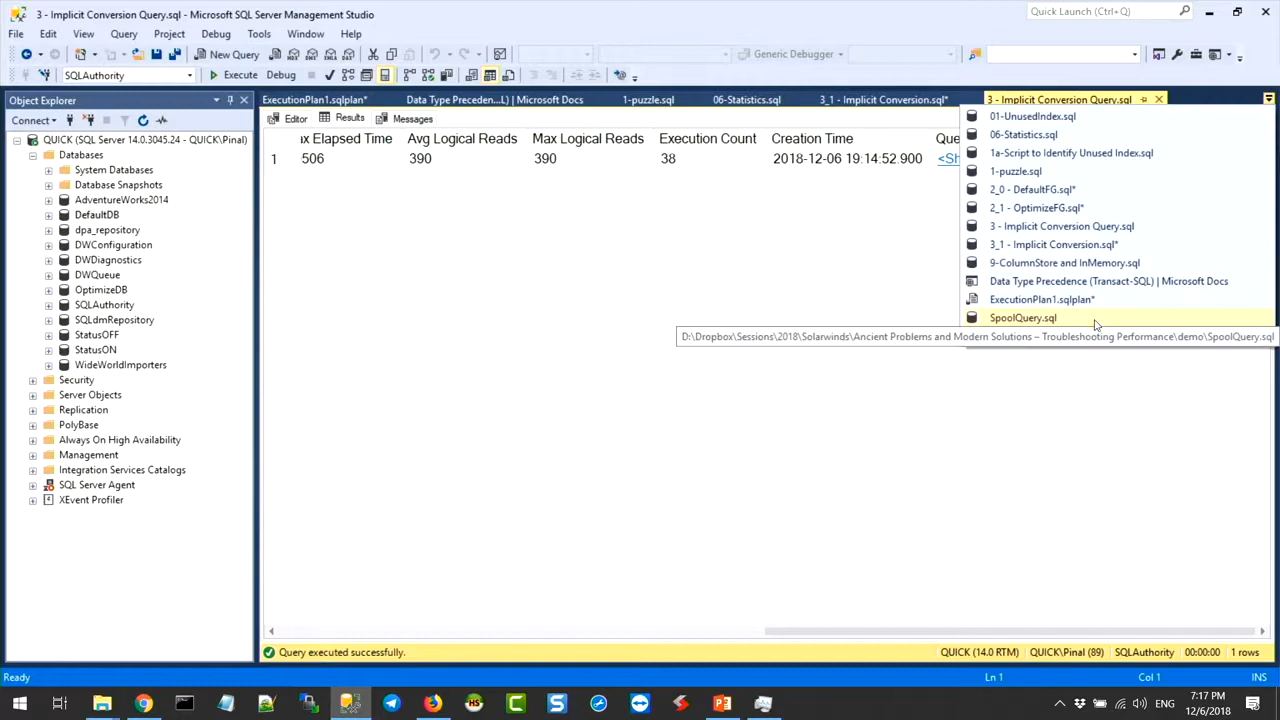 3 - Implicit Conversion Query.sql - Microsoft SQL Server Management Studio
Quick Launch (Ctrl+Q)
File Edit View Query Project Debug Tools Window Help
New Query
Generic Debugger
SQLAuthority
Execute Debug
Object Explorer
Connect
QUICK (SQL Server 14.0.3045.24 - QUICK\Pinal)
Databases
System Databases
Database Snapshots
AdventureWorks2014
DefaultDB
dpa_repository
DWConfiguration
DWDiagnostics
DWQueue
OptimizeDB
SQLAuthority
SQLdmRepository
StatusOFF
StatusON
WideWorldImporters
Security
Server Objects
Replication
PolyBase
Always On High Availability
Management
Integration Services Catalogs
SQL Server Agent
XEvent Profiler
ExecutionPlan1.sqlplan* Data Type Preceden...L) | Microsoft Docs 1-puzzle.sql 06-Statistics.sql 3_1 - Implicit Conversion.sql* 3 - Implicit Conversion Query.sql
Editor Results Messages
ıx Elapsed Time Avg Logical Reads Max Logical Reads Execution Count Creation Time Que
1 506 390 390 38 2018-12-06 19:14:52.900 <Sh
01-UnusedIndex.sql
06-Statistics.sql
1a-Script to Identify Unused Index.sql
1-puzzle.sql
2_0 - DefaultFG.sql*
2_1 - OptimizeFG.sql*
3 - Implicit Conversion Query.sql
3_1 - Implicit Conversion.sql*
9-ColumnStore and InMemory.sql
Data Type Precedence (Transact-SQL) | Microsoft Docs
ExecutionPlan1.sqlplan*
SpoolQuery.sql
D:\Dropbox\Sessions\2018\Solarwinds\Ancient Problems and Modern Solutions – Troubleshooting Performance\demo\SpoolQuery.sql
Query executed successfully. QUICK (14.0 RTM) QUICK\Pinal (89) SQLAuthority 00:00:00 1 rows
Ready Ln 1 Col 1 INS
ENG 7:17 PM
12/6/2018